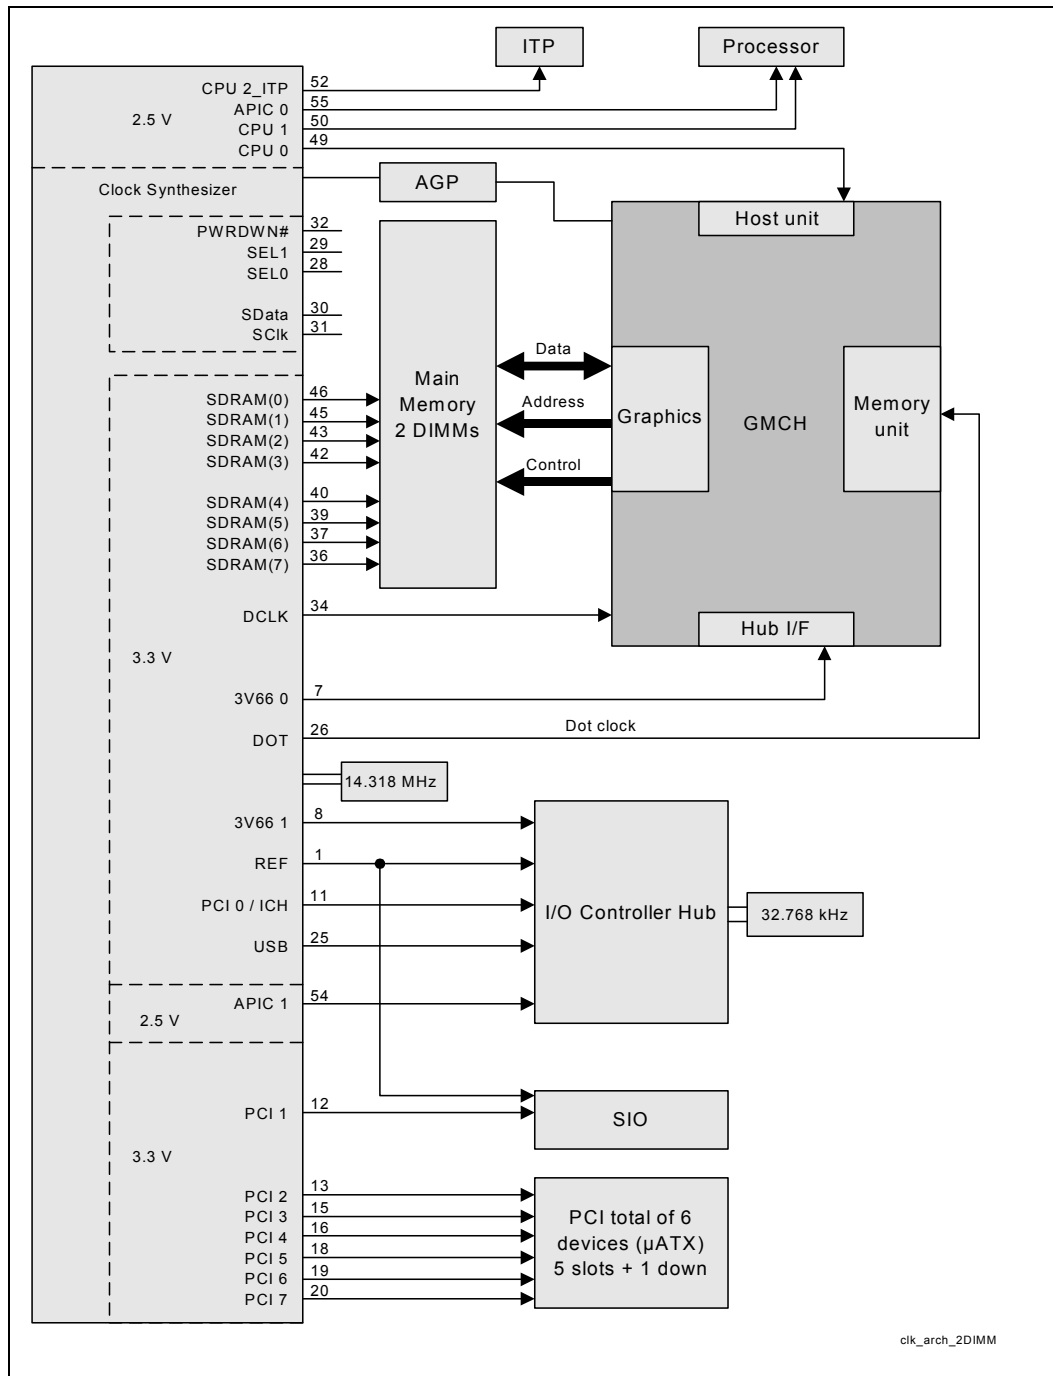 ITP
Processor
CPU 2_ITP 52
APIC 0 55
2.5 V
CPU 1 50
CPU 0 49
Clock Synthesizer
AGP
Host unit
PWRDWN# 32
SEL1 29
SEL0 28
SData 30
SClk 31
Data
Address
Control
Main
Memory
2 DIMMs
Graphics
GMCH
Memory
unit
SDRAM(0) 46
SDRAM(1) 45
SDRAM(2) 43
SDRAM(3) 42
SDRAM(4) 40
SDRAM(5) 39
SDRAM(6) 37
SDRAM(7) 36
DCLK 34
Hub I/F
3.3 V
3V66 0 7
DOT 26
Dot clock
14.318 MHz
3V66 1 8
REF 1
PCI 0 / ICH 11
USB 25
I/O Controller Hub
32.768 kHz
APIC 1 54
2.5 V
PCI 1 12
SIO
3.3 V
PCI 2 13
PCI 3 15
PCI 4 16
PCI 5 18
PCI 6 19
PCI 7 20
PCI total of 6
devices (µATX)
5 slots + 1 down
clk_arch_2DIMM